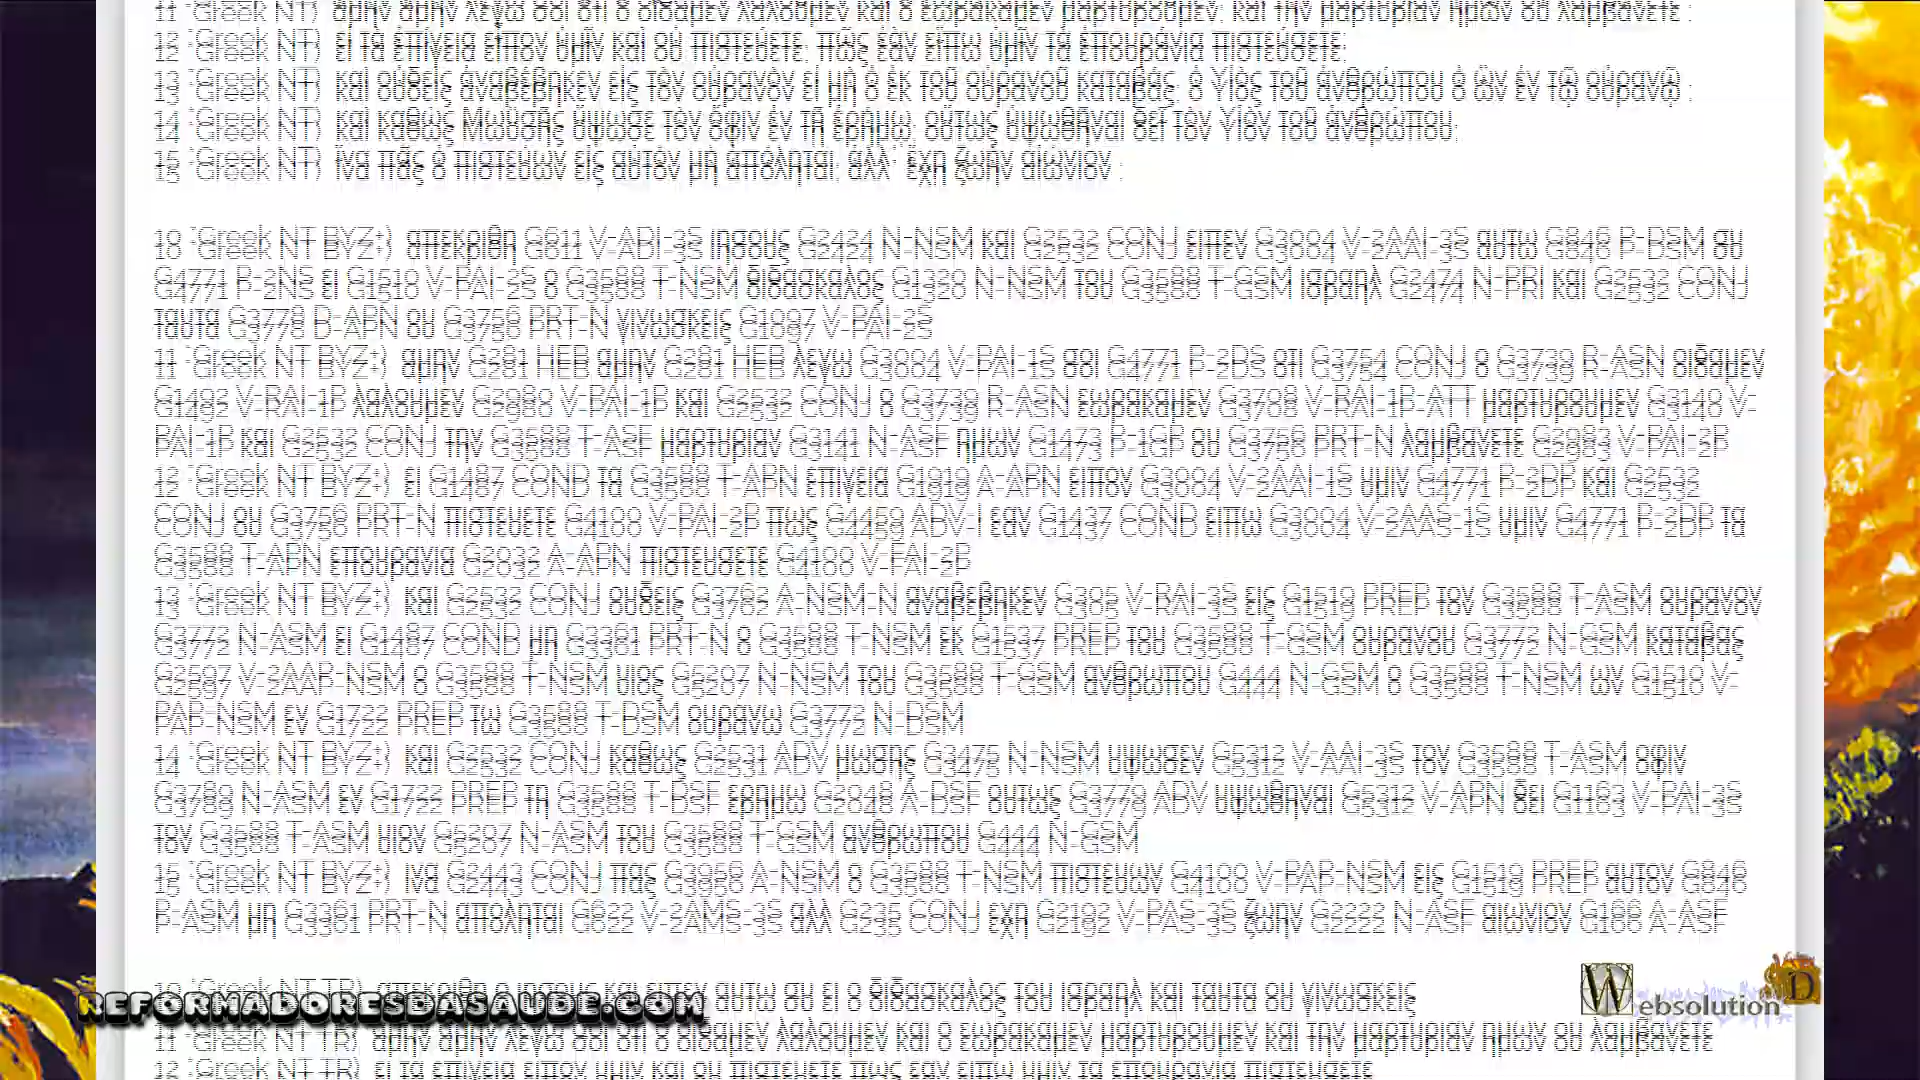 11 (Greek NT) ἀμὴν ἀμὴν λέγω σοι ὅτι ὃ οἴδαμεν λαλοῦμεν καὶ ὃ ἑωράκαμεν μαρτυροῦμεν, καὶ τὴν μαρτυρίαν ἡμῶν οὐ λαμβάνετε .
12 (Greek NT) εἰ τὰ ἐπίγεια εἶπον ὑμῖν καὶ οὐ πιστεύετε, πῶς ἐὰν εἴπω ὑμῖν τὰ ἐπουράνια πιστεύσετε;
13 (Greek NT) καὶ οὐδεὶς ἀναβέβηκεν εἰς τὸν οὐρανὸν εἰ μὴ ὁ ἐκ τοῦ οὐρανοῦ καταβάς, ὁ Υἱὸς τοῦ ἀνθρώπου ὁ ὢν ἐν τῷ οὐρανῷ .
14 (Greek NT) καὶ καθὼς Μωϋσῆς ὕψωσε τὸν ὄφιν ἐν τῇ ἐρήμῳ, οὕτως ὑψωθῆναι δεῖ τὸν Υἱὸν τοῦ ἀνθρώπου,
15 (Greek NT) ἵνα πᾶς ὁ πιστεύων εἰς αὐτὸν μὴ ἀπόληται, ἀλλ' ἔχῃ ζωὴν αἰώνιον .
10 (Greek NT BYZ+) απεκριθη G611 V-ADI-3S ιησους G2424 N-NSM και G2532 CONJ ειπεν G3004 V-2AAI-3S αυτω G846 P-DSM συ
G4771 P-2NS ει G1510 V-PAI-2S ο G3588 T-NSM διδασκαλος G1320 N-NSM του G3588 T-GSM ισραηλ G2474 N-PRI και G2532 CONJ
ταυτα G3778 D-APN ου G3756 PRT-N γινωσκεις G1097 V-PAI-2S
11 (Greek NT BYZ+) αμην G281 HEB αμην G281 HEB λεγω G3004 V-PAI-1S σοι G4771 P-2DS οτι G3754 CONJ ο G3739 R-ASN οιδαμεν
G1492 V-RAI-1P λαλουμεν G2980 V-PAI-1P και G2532 CONJ ο G3739 R-ASN εωρακαμεν G3708 V-RAI-1P-ATT μαρτυρουμεν G3140 V-
PAI-1P και G2532 CONJ την G3588 T-ASF μαρτυριαν G3141 N-ASF ημων G1473 P-1GP ου G3756 PRT-N λαμβανετε G2983 V-PAI-2P
12 (Greek NT BYZ+) ει G1487 COND τα G3588 T-APN επιγεια G1919 A-APN ειπον G3004 V-2AAI-1S υμιν G4771 P-2DP και G2532
CONJ ου G3756 PRT-N πιστευετε G4100 V-PAI-2P πως G4459 ADV-I εαν G1437 COND ειπω G3004 V-2AAS-1S υμιν G4771 P-2DP τα
G3588 T-APN επουρανια G2032 A-APN πιστευσετε G4100 V-FAI-2P
13 (Greek NT BYZ+) και G2532 CONJ ουδεις G3762 A-NSM-N αναβεβηκεν G305 V-RAI-3S εις G1519 PREP τον G3588 T-ASM ουρανον
G3772 N-ASM ει G1487 COND μη G3361 PRT-N ο G3588 T-NSM εκ G1537 PREP του G3588 T-GSM ουρανου G3772 N-GSM καταβας
G2597 V-2AAP-NSM ο G3588 T-NSM υιος G5207 N-NSM του G3588 T-GSM ανθρωπου G444 N-GSM ο G3588 T-NSM ων G1510 V-
PAP-NSM εν G1722 PREP τω G3588 T-DSM ουρανω G3772 N-DSM
14 (Greek NT BYZ+) και G2532 CONJ καθως G2531 ADV μωσης G3475 N-NSM υψωσεν G5312 V-AAI-3S τον G3588 T-ASM οφιν
G3789 N-ASM εν G1722 PREP τη G3588 T-DSF ερημω G2048 A-DSF ουτως G3779 ADV υψωθηναι G5312 V-APN δει G1163 V-PAI-3S
τον G3588 T-ASM υιον G5207 N-ASM του G3588 T-GSM ανθρωπου G444 N-GSM
15 (Greek NT BYZ+) ινα G2443 CONJ πας G3956 A-NSM ο G3588 T-NSM πιστευων G4100 V-PAP-NSM εις G1519 PREP αυτον G846
P-ASM μη G3361 PRT-N αποληται G622 V-2AMS-3S αλλ G235 CONJ εχη G2192 V-PAS-3S ζωην G2222 N-ASF αιωνιον G166 A-ASF
10 (Greek NT TR) απεκριθη ο ιησους και ειπεν αυτω συ ει ο διδασκαλος του ισραηλ και ταυτα ου γινωσκεις
REFORMADORESDASAUDE.COM
Websolution D
11 (Greek NT TR) αμην αμην λεγω σοι οτι ο οιδαμεν λαλουμεν και ο εωρακαμεν μαρτυρουμεν και την μαρτυριαν ημων ου λαμβανετε
12 (Greek NT TR) ει τα επιγεια ειπον υμιν και ου πιστευετε πως εαν ειπω υμιν τα επουρανια πιστευσετε